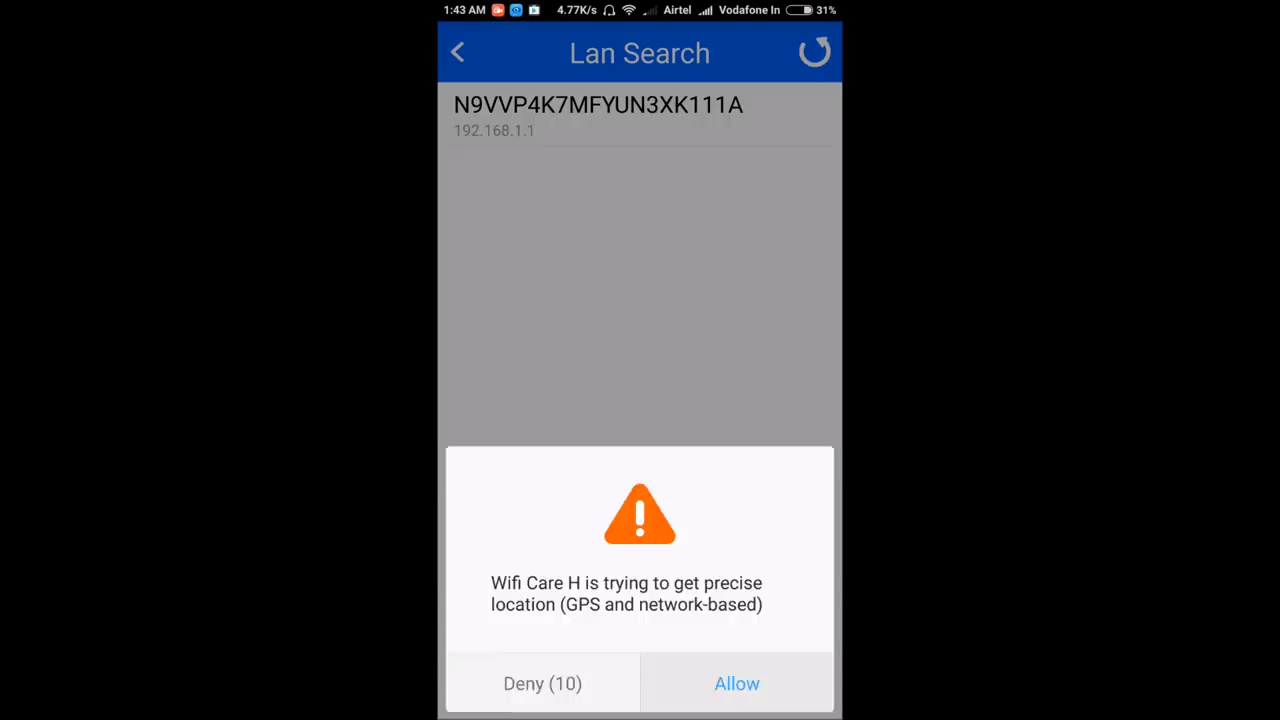 1:43 AM 4.77K/s Airtel Vodafone In 31%
Lan Search
N9VVP4K7MFYUN3XK111A
192.168.1.1
Wifi Care H is trying to get precise
location (GPS and network-based)
Deny (10) Allow